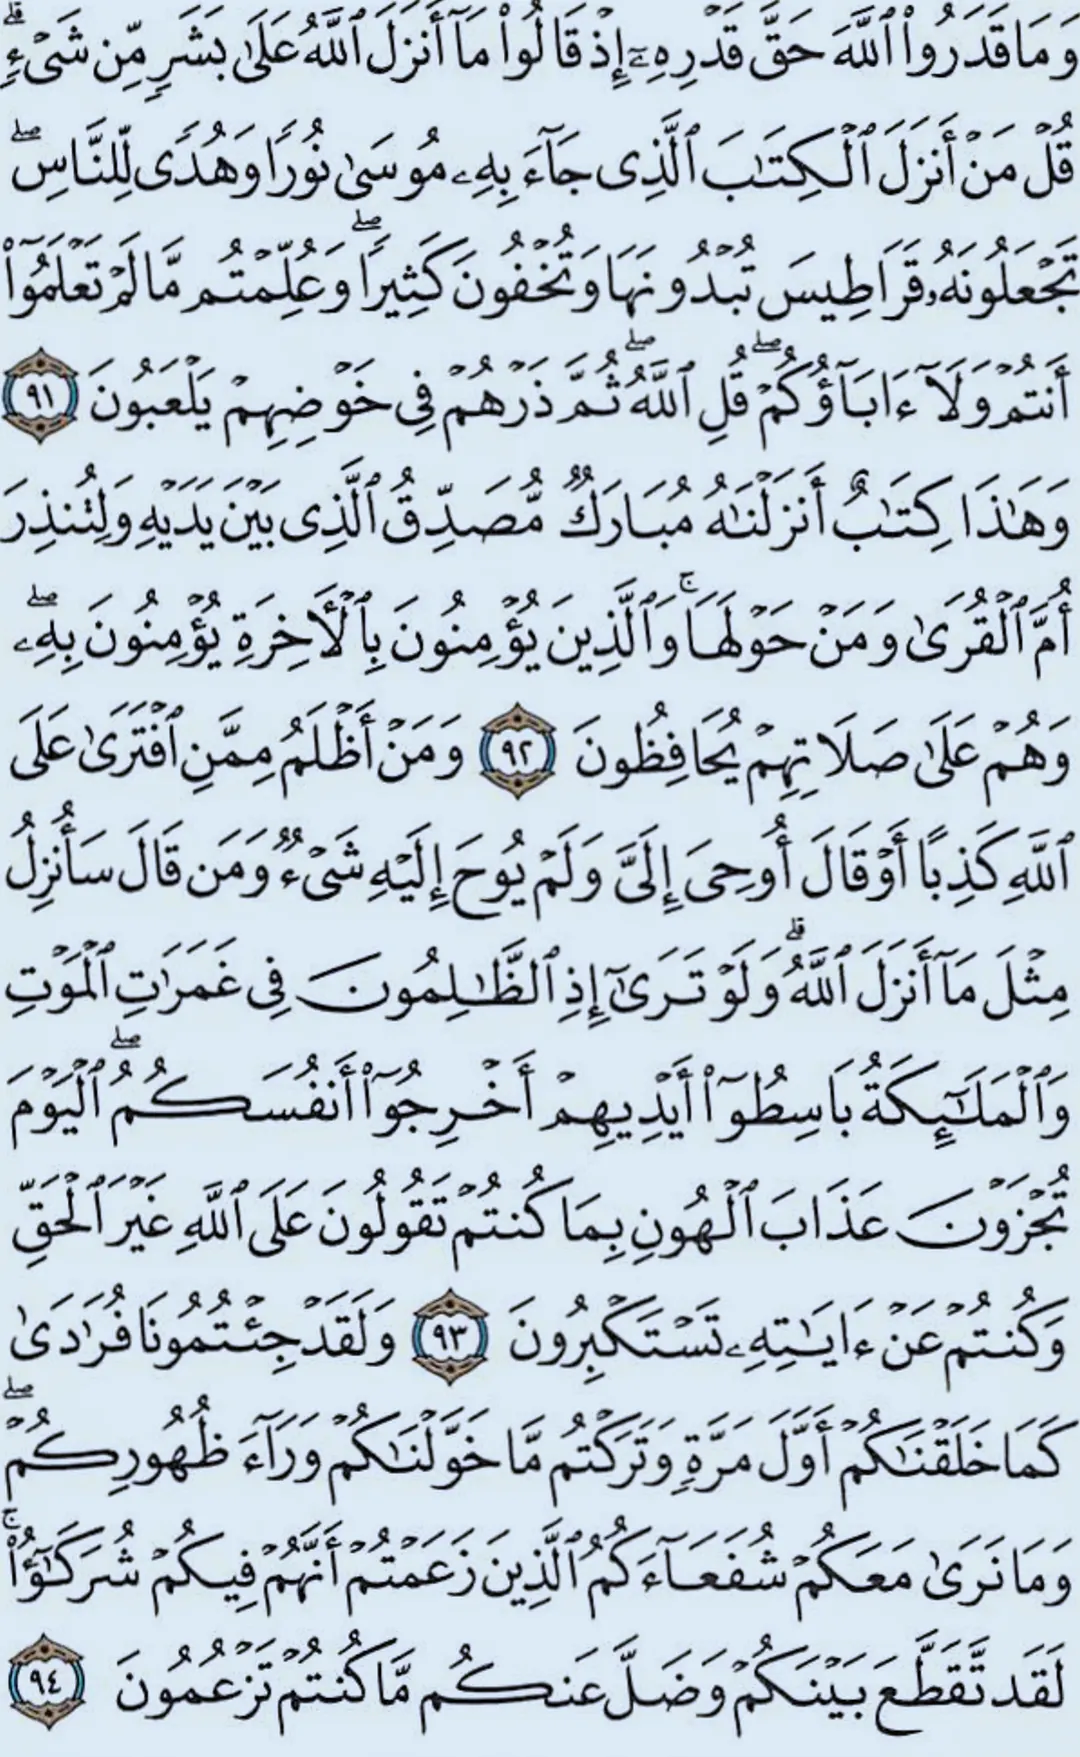 وَمَا قَدَرُوا۟ ٱللَّهَ حَقَّ قَدْرِهِۦٓ إِذْ قَالُوا۟ مَآ أَنزَلَ ٱللَّهُ عَلَىٰ بَشَرٍ مِّن شَىْءٍ ۗ
قُلْ مَنْ أَنزَلَ ٱلْكِتَـٰبَ ٱلَّذِى جَآءَ بِهِۦ مُوسَىٰ نُورًا وَهُدًى لِّلنَّاسِ ۖ
تَجْعَلُونَهُۥ قَرَاطِيسَ تُبْدُونَهَا وَتُخْفُونَ كَثِيرًا ۖ وَعُلِّمْتُم مَّا لَمْ تَعْلَمُوٓا۟
أَنتُمْ وَلَآ ءَابَآؤُكُمْ ۖ قُلِ ٱللَّهُ ۖ ثُمَّ ذَرْهُمْ فِى خَوْضِهِمْ يَلْعَبُونَ ٩١
وَهَـٰذَا كِتَـٰبٌ أَنزَلْنَـٰهُ مُبَارَكٌ مُّصَدِّقُ ٱلَّذِى بَيْنَ يَدَيْهِ وَلِتُنذِرَ
أُمَّ ٱلْقُرَىٰ وَمَنْ حَوْلَهَا ۚ وَٱلَّذِينَ يُؤْمِنُونَ بِٱلْـَٔاخِرَةِ يُؤْمِنُونَ بِهِۦ ۖ
وَهُمْ عَلَىٰ صَلَاتِهِمْ يُحَافِظُونَ ٩٢ وَمَنْ أَظْلَمُ مِمَّنِ ٱفْتَرَىٰ عَلَى
ٱللَّهِ كَذِبًا أَوْ قَالَ أُوحِىَ إِلَىَّ وَلَمْ يُوحَ إِلَيْهِ شَىْءٌ وَمَن قَالَ سَأُنزِلُ
مِثْلَ مَآ أَنزَلَ ٱللَّهُ ۗ وَلَوْ تَرَىٰٓ إِذِ ٱلظَّـٰلِمُونَ فِى غَمَرَٰتِ ٱلْمَوْتِ
وَٱلْمَلَـٰٓئِكَةُ بَاسِطُوٓا۟ أَيْدِيهِمْ أَخْرِجُوٓا۟ أَنفُسَكُمُ ۖ ٱلْيَوْمَ
تُجْزَوْنَ عَذَابَ ٱلْهُونِ بِمَا كُنتُمْ تَقُولُونَ عَلَى ٱللَّهِ غَيْرَ ٱلْحَقِّ
وَكُنتُمْ عَنْ ءَايَـٰتِهِۦ تَسْتَكْبِرُونَ ٩٣ وَلَقَدْ جِئْتُمُونَا فُرَٰدَىٰ
كَمَا خَلَقْنَـٰكُمْ أَوَّلَ مَرَّةٍ وَتَرَكْتُم مَّا خَوَّلْنَـٰكُمْ وَرَآءَ ظُهُورِكُمْ ۖ
وَمَا نَرَىٰ مَعَكُمْ شُفَعَآءَكُمُ ٱلَّذِينَ زَعَمْتُمْ أَنَّهُمْ فِيكُمْ شُرَكَـٰٓؤُا۟ ۚ
لَقَد تَّقَطَّعَ بَيْنَكُمْ وَضَلَّ عَنكُم مَّا كُنتُمْ تَزْعُمُونَ ٩٤